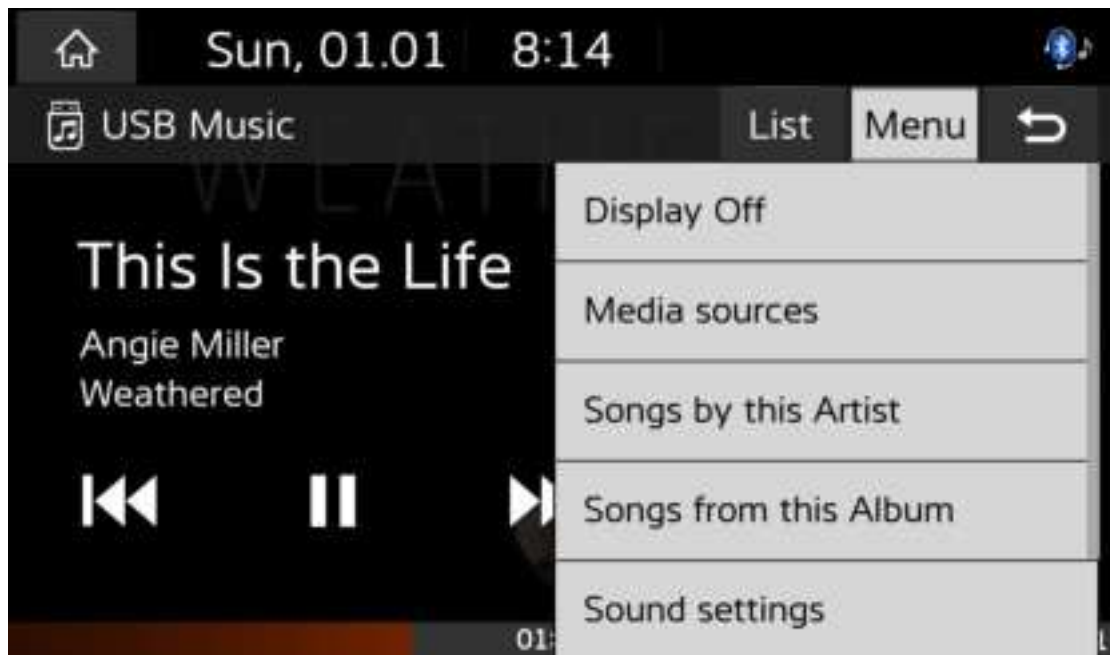 Sun, 01.01 8:14
USB Music List Menu
This Is the Life
Angie Miller
Weathered
Display Off
Media sources
Songs by this Artist
Songs from this Album
Sound settings
01: